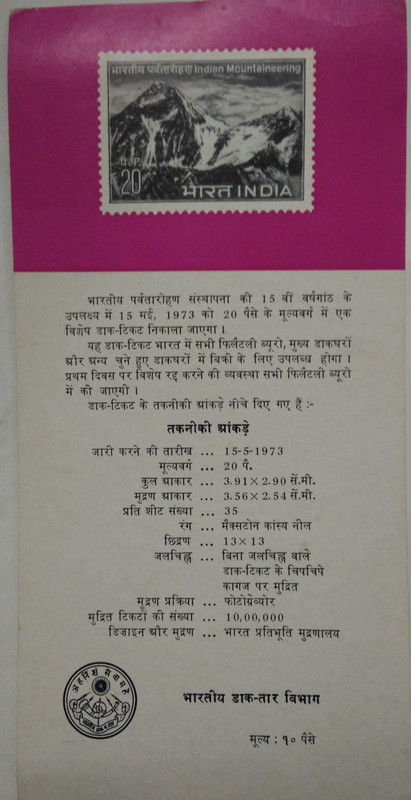 भारतीय पर्वतारोहण Indian Mountaineering
प. P.
20
भारत INDIA
भारतीय पर्वतारोहण संस्थापना की 15 वीं वर्षगांठ के
उपलक्ष्य में 15 मई, 1973 को 20 पैसे के मूल्यवर्ग में एक
विशेष डाक-टिकट निकाला जाएगा ।
यह डाक-टिकट भारत में सभी फिलैटली ब्यूरो, मुख्य डाकघरों
और अन्य चुने हुए डाकघरों में बिक्री के लिए उपलब्ध होगा ।
प्रथम दिवस पर विशेष रद्द करने की व्यवस्था सभी फिलैटली ब्यूरो
में की जाएगी ।
डाक-टिकट के तकनीकी आंकड़े नीचे दिए गए हैं :-
तकनीकी आंकड़े
जारी करने की तारीख ... 15-5-1973
मूल्यवर्ग ... 20 पै.
कुल आकार ... 3.91×2.90 सें.मी.
मुद्रण आकार ... 3.56×2.54 सें.मी.
प्रति शीट संख्या ... 35
रंग ... मैक्सटोन कांस्य नील
छिद्रण ... 13×13
जलचिह्न ... बिना जलचिह्न वाले
डाक-टिकट के चिपचिपे
कागज पर मुद्रित
मुद्रण प्रक्रिया ... फोटोग्रेव्योर
मुद्रित टिकटों की संख्या ... 10,00,000
डिजाइन और मुद्रण ... भारत प्रतिभूति मुद्रणालय
अहर्निशं सेवामहे
भारतीय डाक-तार विभाग
मूल्य : १० पैसे